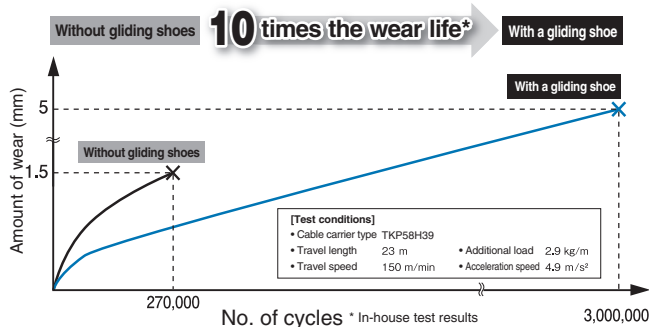 Without gliding shoes 10 times the wear life* With a gliding shoe
With a gliding shoe
Amount of wear (mm)
5
Without gliding shoes
1.5
[Test conditions]
• Cable carrier type TKP58H39
• Travel length 23 m • Additional load 2.9 kg/m
• Travel speed 150 m/min • Acceleration speed 4.9 m/s²
270,000 3,000,000
No. of cycles * In-house test results